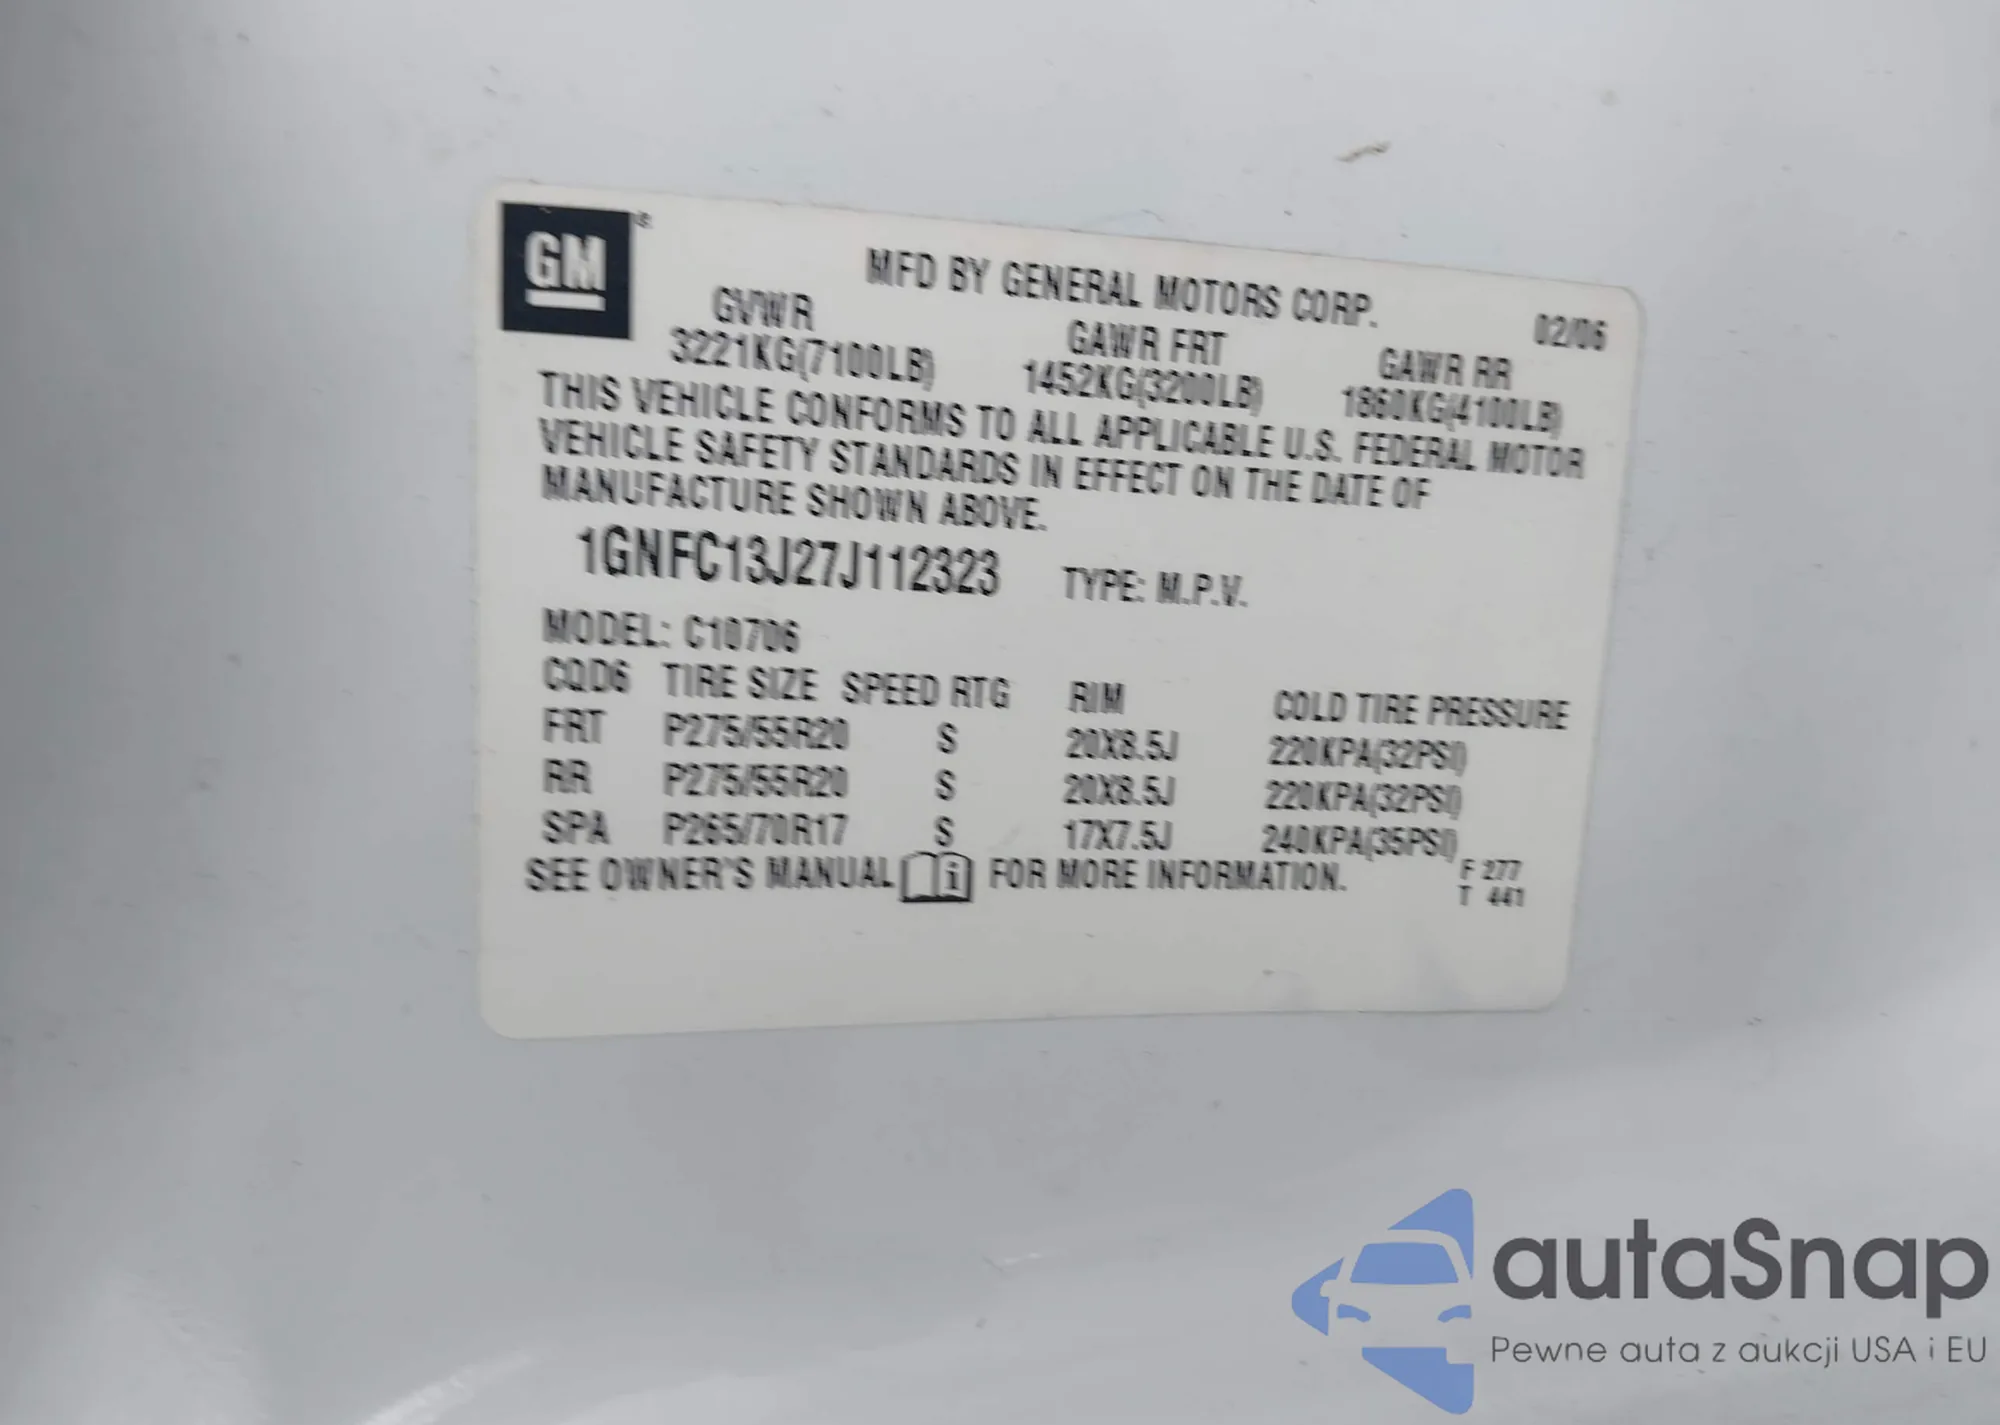 GM
MFD BY GENERAL MOTORS CORP.
02/06
GVWR GAWR FRT GAWR RR
3221KG(7100LB) 1452KG(3200LB) 1860KG(4100LB)
THIS VEHICLE CONFORMS TO ALL APPLICABLE U.S. FEDERAL MOTOR
VEHICLE SAFETY STANDARDS IN EFFECT ON THE DATE OF
MANUFACTURE SHOWN ABOVE.
1GNFC13J27J112323 TYPE: M.P.V.
MODEL: C10706
CQD6 TIRE SIZE SPEED RTG RIM COLD TIRE PRESSURE
FRT P275/55R20 S 20X8.5J 220KPA(32PSI)
RR P275/55R20 S 20X8.5J 220KPA(32PSI)
SPA P265/70R17 S 17X7.5J 240KPA(35PSI)
SEE OWNER'S MANUAL i FOR MORE INFORMATION.
F 277
T 441
autaSnap
Pewne auta z aukcji USA i EU